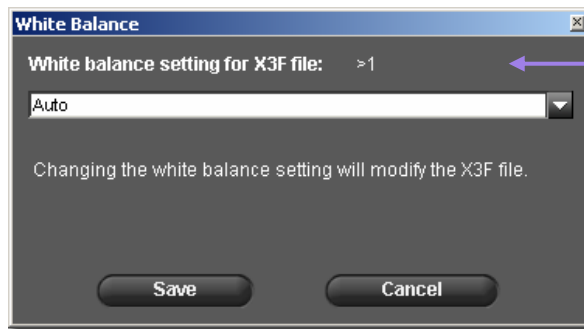 White Balance
White balance setting for X3F file: >1
Auto
Changing the white balance setting will modify the X3F file.
Save Cancel